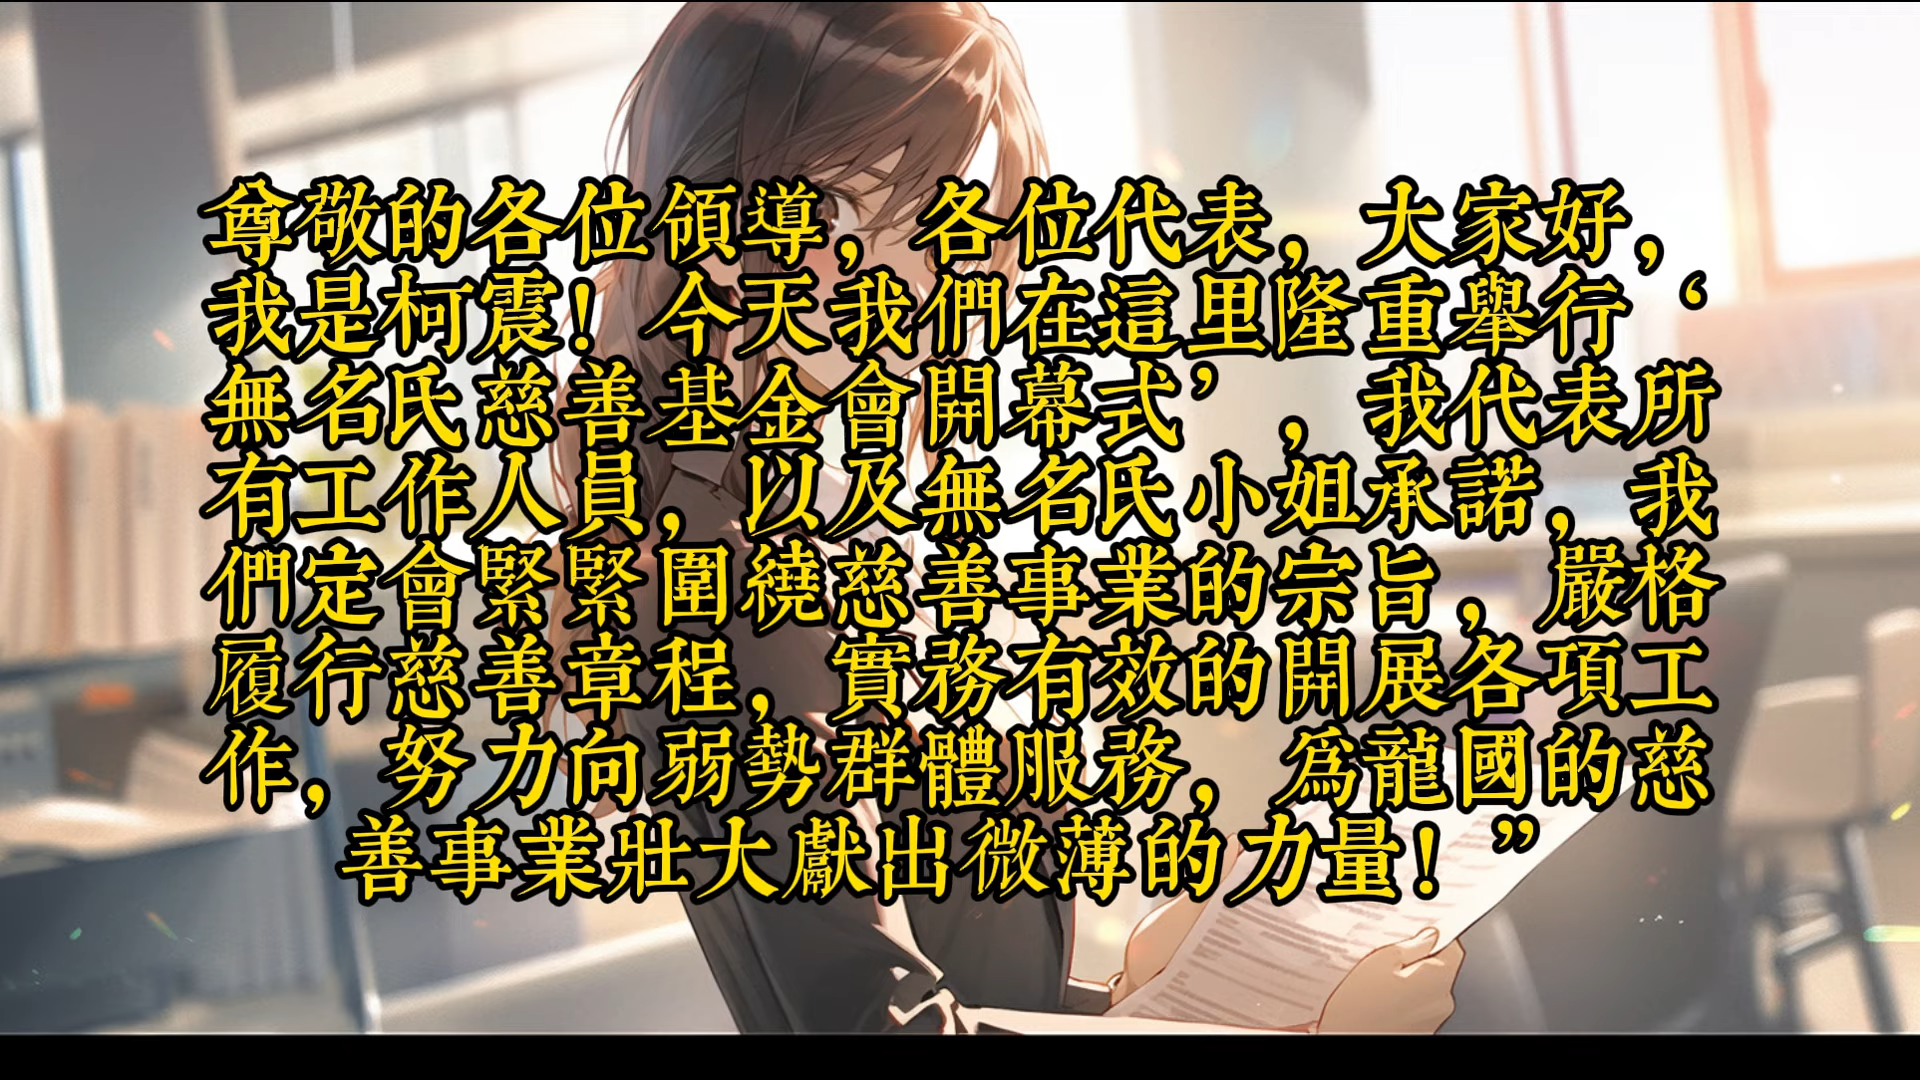 尊敬的各位領導，各位代表，大家好，
我是柯震！今天我們在這里隆重舉行‘
無名氏慈善基金會開幕式’，我代表所
有工作人員，以及無名氏小姐承諾，我
們定會緊緊圍繞慈善事業的宗旨，嚴格
履行慈善章程，實務有效的開展各項工
作，努力向弱勢群體服務，爲龍國的慈
善事業壯大獻出微薄的力量！”